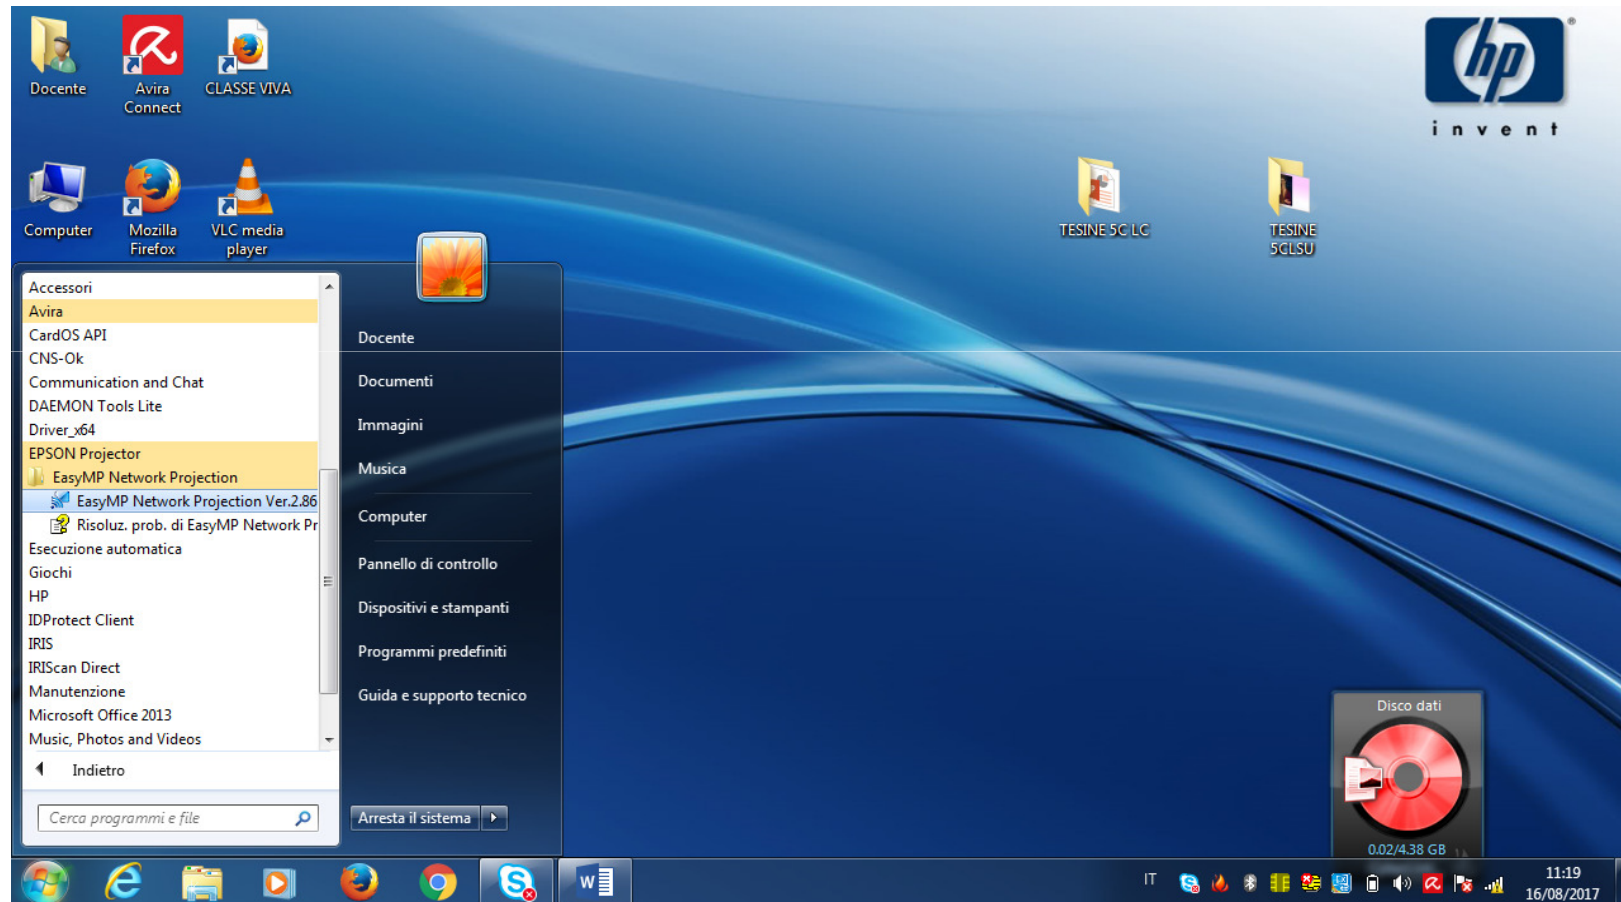 Docente
Avira
Connect
CLASSE VIVA
hp
®
invent
Computer
Mozilla
Firefox
VLC media
player
TESINE 5C LC
TESINE
5CLSU
Accessori
Avira
CardOS API
CNS-Ok
Communication and Chat
DAEMON Tools Lite
Driver_x64
EPSON Projector
EasyMP Network Projection
EasyMP Network Projection Ver.2.86
Risoluz. prob. di EasyMP Network Pr
Esecuzione automatica
Giochi
HP
IDProtect Client
IRIS
IRIScan Direct
Manutenzione
Microsoft Office 2013
Music, Photos and Videos
Indietro
Cerca programmi e file
Docente
Documenti
Immagini
Musica
Computer
Pannello di controllo
Dispositivi e stampanti
Programmi predefiniti
Guida e supporto tecnico
Arresta il sistema
Disco dati
0.02/4.38 GB
IT
11:19
16/08/2017